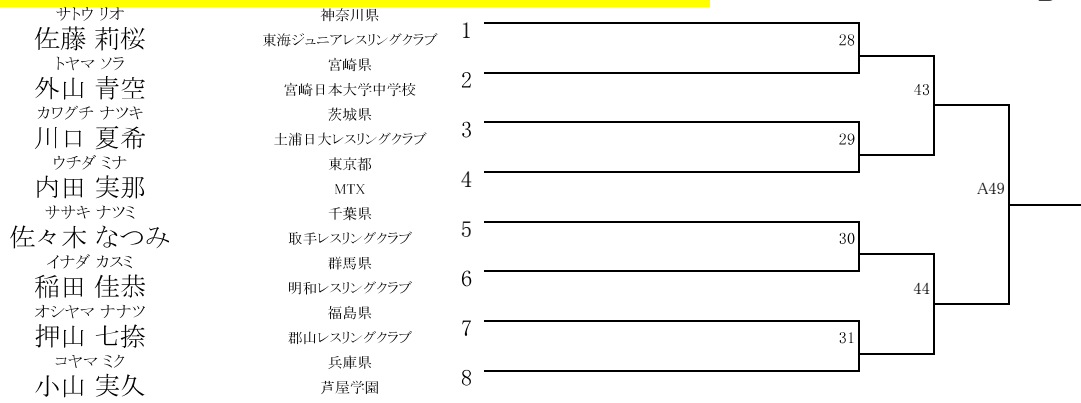 サトウ リオ 神奈川県
佐藤 莉桜 東海ジュニアレスリングクラブ 1 28
トヤマ ソラ 宮崎県
外山 青空 宮崎日本大学中学校 2 43
カワグチ ナツキ 茨城県
川口 夏希 土浦日大レスリングクラブ 3 29
ウチダ ミナ 東京都
内田 実那 MTX 4 A49
ササキ ナツミ 千葉県
佐々木 なつみ 取手レスリングクラブ 5 30
イナダ カスミ 群馬県
稲田 佳恭 明和レスリングクラブ 6 44
オシヤマ ナナツ 福島県
押山 七捺 郡山レスリングクラブ 7 31
コヤマ ミク 兵庫県
小山 実久 芦屋学園 8